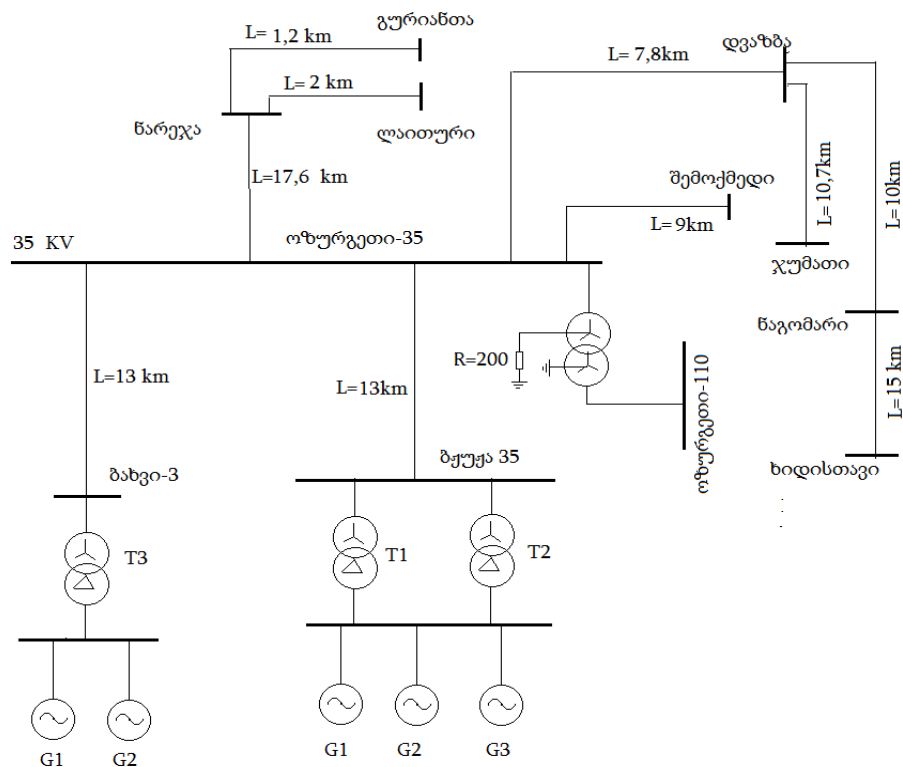 გურიანთა
L= 1,2 km
დვაზბა
L= 7,8km
L= 2 km
ნარეჯა
ლაითური
L=17,6 km
შემოქმედი
L= 9km
L= 10,7km
L= 10km
35 KV
ოზურგეთი-35
ჯუმათი
ნაგომარი
R=200
L=13 km
L=13km
ოზურგეთი-110
L= 15 km
ბახვი-3
ბჟუჟა 35
ხიდისთავი
T3
T1
T2
G1
G2
G1
G2
G3